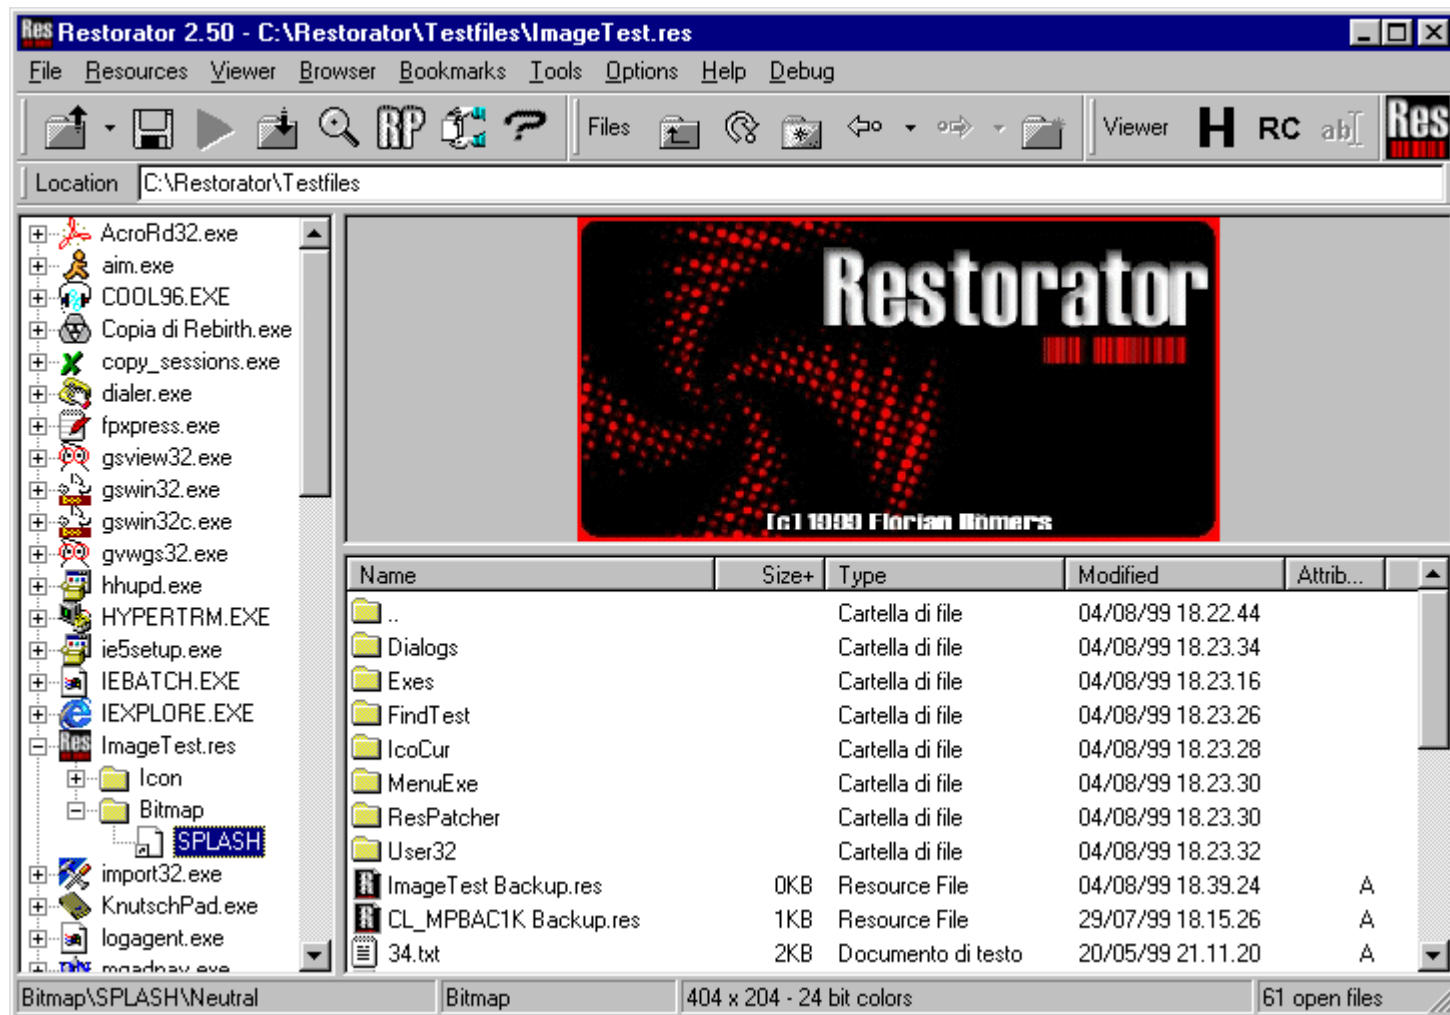 Res Restorator 2.50 - C:\Restorator\Testfiles\ImageTest.res
File Resources Viewer Browser Bookmarks Tools Options Help Debug
RP Files Viewer H RC ab Res
Location C:\Restorator\Testfiles
AcroRd32.exe
aim.exe
COOL96.EXE
Copia di Rebirth.exe
copy_sessions.exe
dialer.exe
fpxpress.exe
gsview32.exe
gswin32.exe
gswin32c.exe
gvwgs32.exe
hhupd.exe
HYPERTRM.EXE
ie5setup.exe
IEBATCH.EXE
IEXPLORE.EXE
Res ImageTest.res
Icon
Bitmap
SPLASH
import32.exe
KnutschPad.exe
logagent.exe
mgadnav.exe
Restorator
(c) 1999 Florian Bömers
Name Size+ Type Modified Attrib...
.. Cartella di file 04/08/99 18.22.44
Dialogs Cartella di file 04/08/99 18.23.34
Exes Cartella di file 04/08/99 18.23.16
FindTest Cartella di file 04/08/99 18.23.26
IcoCur Cartella di file 04/08/99 18.23.28
MenuExe Cartella di file 04/08/99 18.23.30
ResPatcher Cartella di file 04/08/99 18.23.30
User32 Cartella di file 04/08/99 18.23.32
R ImageTest Backup.res 0KB Resource File 04/08/99 18.39.24 A
R CL_MPBAC1K Backup.res 1KB Resource File 29/07/99 18.15.26 A
34.txt 2KB Documento di testo 20/05/99 21.11.20 A
Bitmap\SPLASH\Neutral Bitmap 404 x 204 - 24 bit colors 61 open files